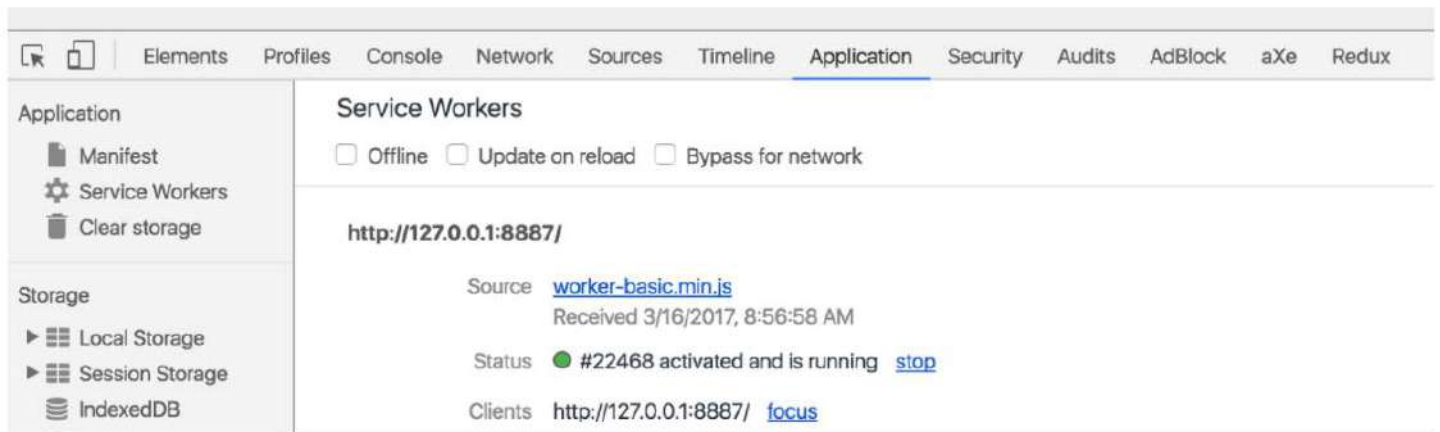 Elements Profiles Console Network Sources Timeline Application Security Audits AdBlock aXe Redux
Application
Manifest
Service Workers
Clear storage
Storage
Local Storage
Session Storage
IndexedDB
Service Workers
Offline Update on reload Bypass for network
http://127.0.0.1:8887/
Source worker-basic.min.js
Received 3/16/2017, 8:56:58 AM
Status #22468 activated and is running stop
Clients http://127.0.0.1:8887/ focus